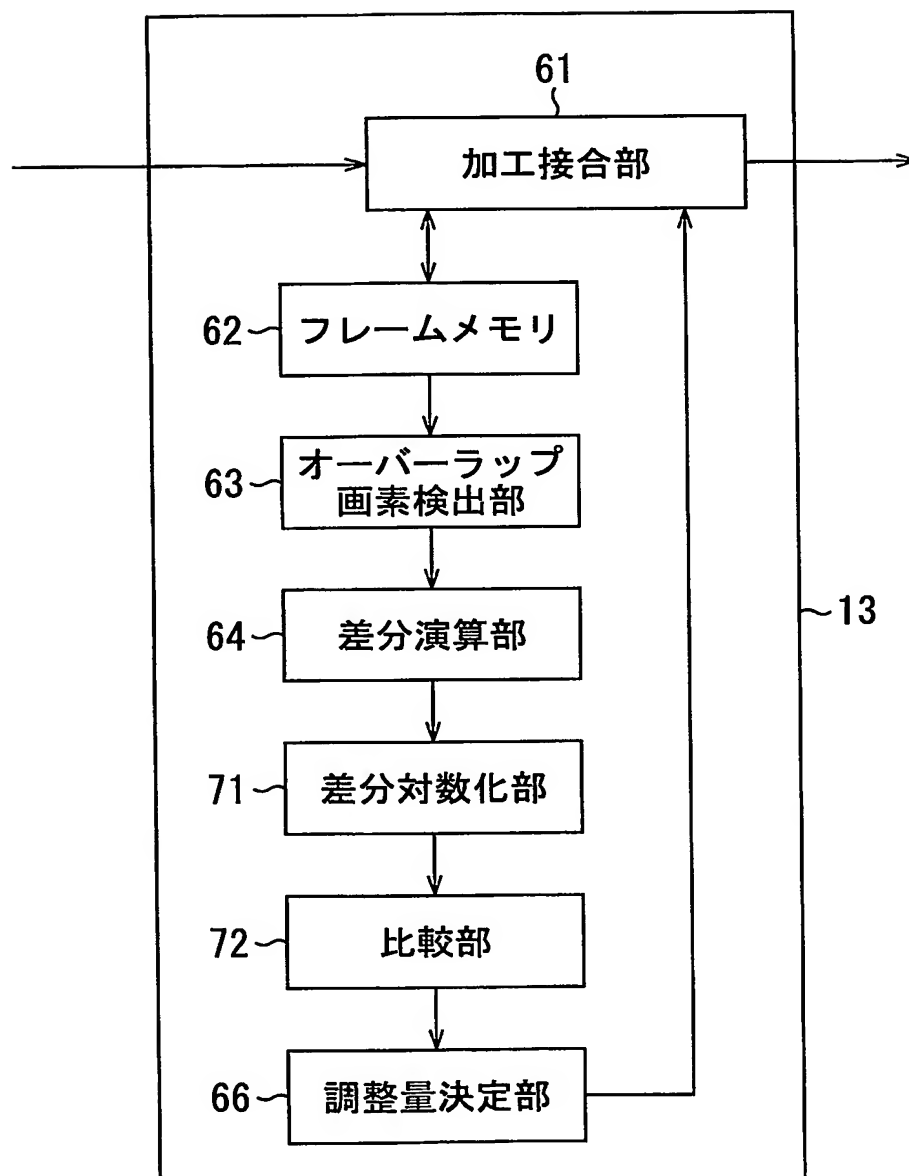 61
加工接合部
62
フレームメモリ
63
オーバーラップ
画素検出部
64
差分演算部
13
71
差分対数化部
72
比較部
66
調整量決定部